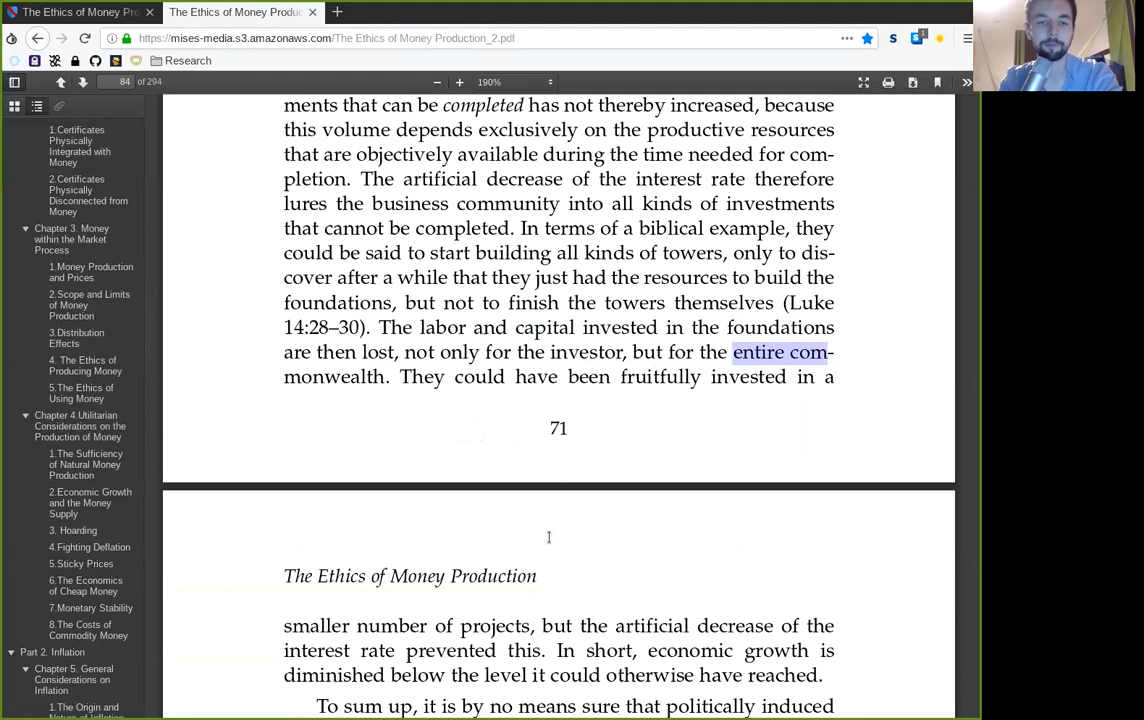 The Ethics of Money Pro
The Ethics of Money Produc
https://mises-media.s3.amazonaws.com/The Ethics of Money Production_2.pdf
S
S 1
Research
84 of 294
190%
1.Certificates
Physically
Integrated with
Money
2.Certificates
Physically
Disconnected from
Money
Chapter 3. Money
within the Market
Process
1.Money Production
and Prices
2.Scope and Limits
of Money
Production
3.Distribution
Effects
4. The Ethics of
Producing Money
5.The Ethics of
Using Money
Chapter 4.Utilitarian
Considerations on the
Production of Money
1.The Sufficiency
of Natural Money
Production
2.Economic Growth
and the Money
Supply
3. Hoarding
4.Fighting Deflation
5.Sticky Prices
6.The Economics
of Cheap Money
7.Monetary Stability
8.The Costs of
Commodity Money
Part 2. Inflation
Chapter 5. General
Considerations on
Inflation
1.The Origin and
Nature of Inflation
ments that can be completed has not thereby increased, because
this volume depends exclusively on the productive resources
that are objectively available during the time needed for com-
pletion. The artificial decrease of the interest rate therefore
lures the business community into all kinds of investments
that cannot be completed. In terms of a biblical example, they
could be said to start building all kinds of towers, only to dis-
cover after a while that they just had the resources to build the
foundations, but not to finish the towers themselves (Luke
14:28–30). The labor and capital invested in the foundations
are then lost, not only for the investor, but for the entire com-
monwealth. They could have been fruitfully invested in a
71
The Ethics of Money Production
smaller number of projects, but the artificial decrease of the
interest rate prevented this. In short, economic growth is
diminished below the level it could otherwise have reached.
To sum up, it is by no means sure that politically induced